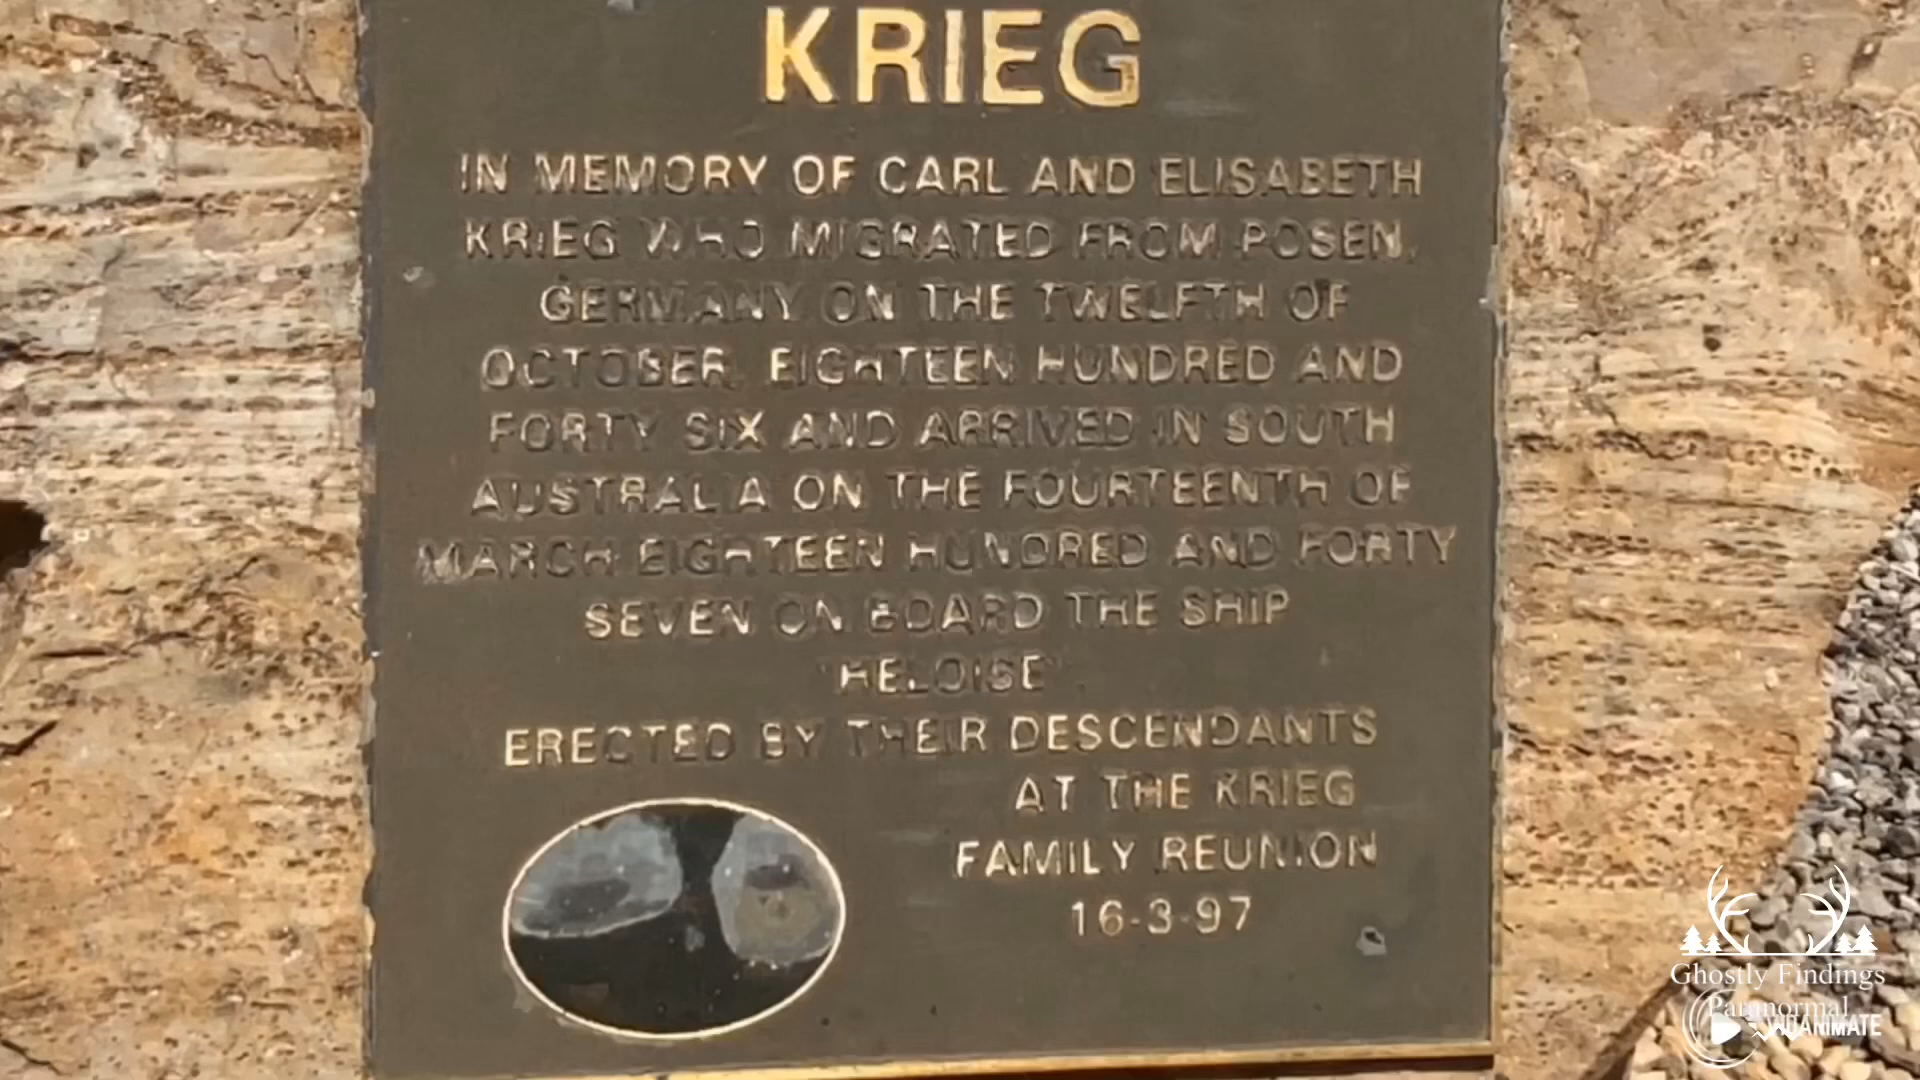 KRIEG
IN MEMORY OF CARL AND ELISABETH
KRIEG WHO MIGRATED FROM POSEN,
GERMANY ON THE TWELFTH OF
OCTOBER, EIGHTEEN HUNDRED AND
FORTY SIX AND ARRIVED IN SOUTH
AUSTRALIA ON THE FOURTEENTH OF
MARCH EIGHTEEN HUNDRED AND FORTY
SEVEN ON BOARD THE SHIP
"HELOISE".
ERECTED BY THEIR DESCENDANTS
AT THE KRIEG
FAMILY REUNION
16-3-97
Ghostly Findings
Paranormal